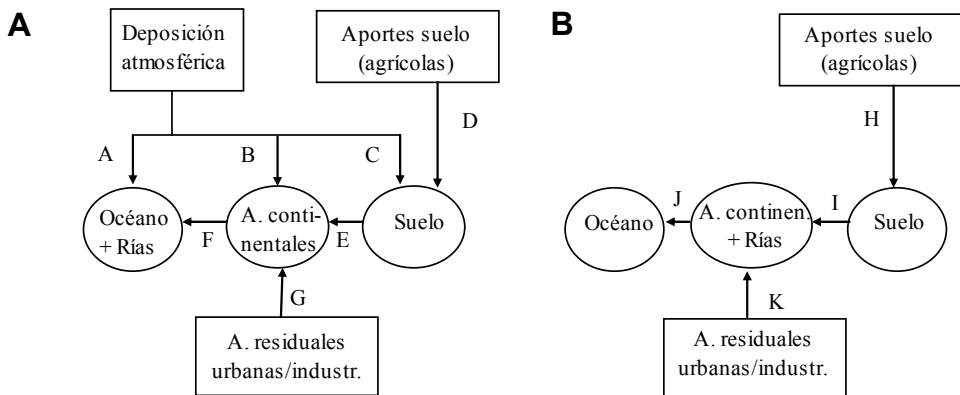 A
Deposición
atmosférica
Aportes suelo
(agrícolas)
D
A
B
C
Océano
+ Rías
F
A. conti-
nentales
E
Suelo
G
A. residuales
urbanas/industr.
B
Aportes suelo
(agrícolas)
H
Océano
J
A. continen.
+ Rías
I
Suelo
K
A. residuales
urbanas/industr.